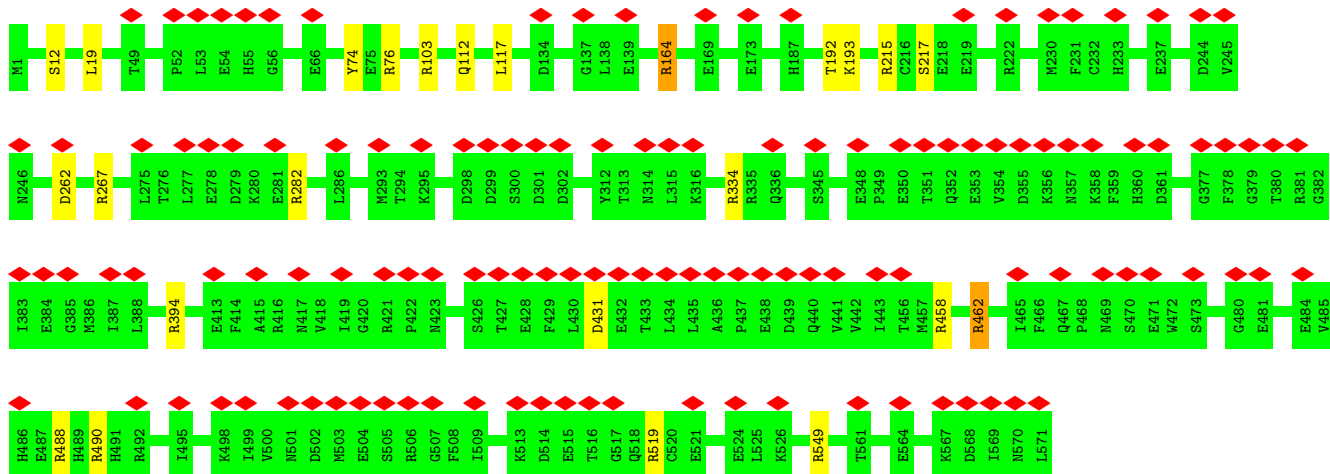 M1 S12 L19 T49 P52 L53 E54 H55 G56 E66 Y74 E75 R76 R103 Q112 L117 D134 G137 L138 E139 R164 E169 E173 H187 T192 K193 R215 C216 S217 E218 E219 R222 M230 F231 C232 H233 E237 D244 V245
N246 D262 R267 L275 T276 L277 E278 D279 K280 E281 R282 L286 M293 T294 K295 D298 D299 S300 D301 D302 Y312 T313 N314 L315 K316 R334 R335 Q336 S345 E348 P349 E350 T351 Q352 E353 V354 D355 K356 N357 K358 F359 H360 D361 G377 F378 G379 T380 R381 G382
I383 E384 G385 M386 I387 L388 R394 E413 F414 A415 R416 N417 V418 I419 G420 R421 P422 N423 S426 T427 E428 F429 L430 D431 E432 T433 L434 L435 A436 P437 E438 D439 Q440 V441 V442 I443 T456 M457 R458 R462 I465 F466 Q467 P468 N469 S470 E471 W472 S473 G480 E481 E484 V485
H486 E487 R488 H489 R490 H491 R492 I495 K498 I499 V500 N501 D502 M503 E504 S505 R506 G507 F508 I509 K513 D514 E515 T516 G517 Q518 R519 C520 E521 E524 L525 K526 R549 T561 E564 K567 D568 I569 N570 L571